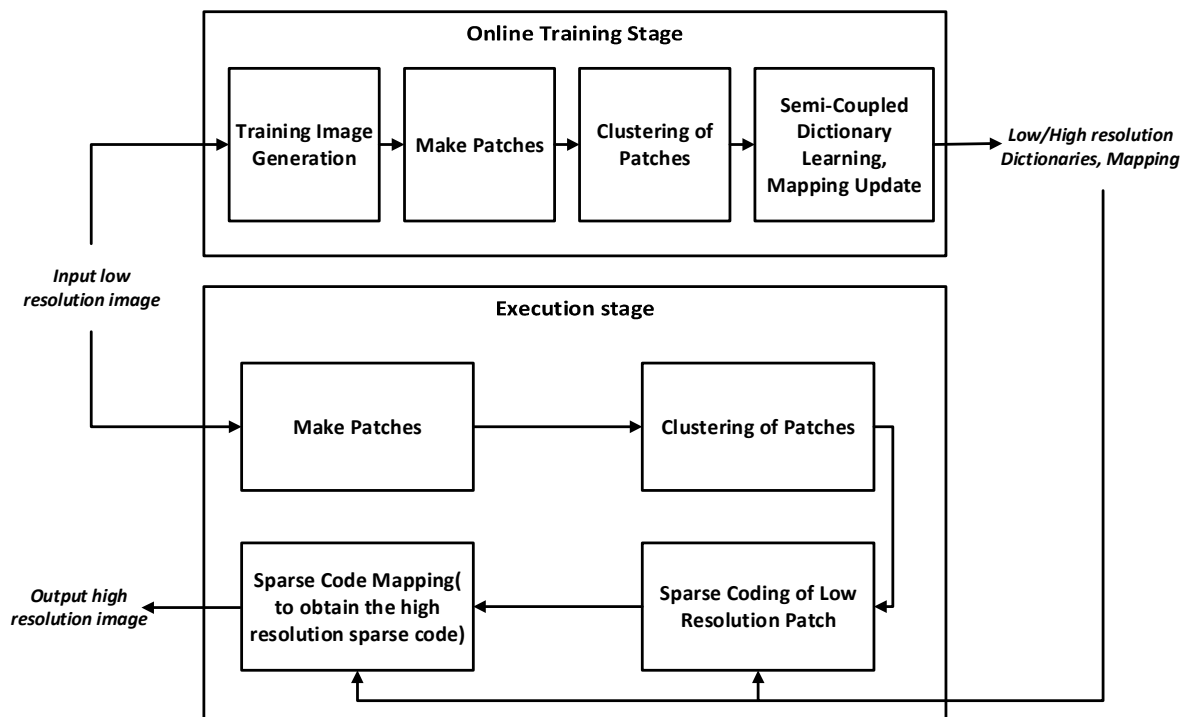 Online Training Stage
Training Image
Generation
Make Patches
Clustering of
Patches
Semi-Coupled
Dictionary
Learning,
Mapping Update
Low/High resolution
Dictionaries, Mapping
Input low
resolution image
Execution stage
Make Patches
Clustering of Patches
Sparse Code Mapping(
to obtain the high
resolution sparse code)
Sparse Coding of Low
Resolution Patch
Output high
resolution image